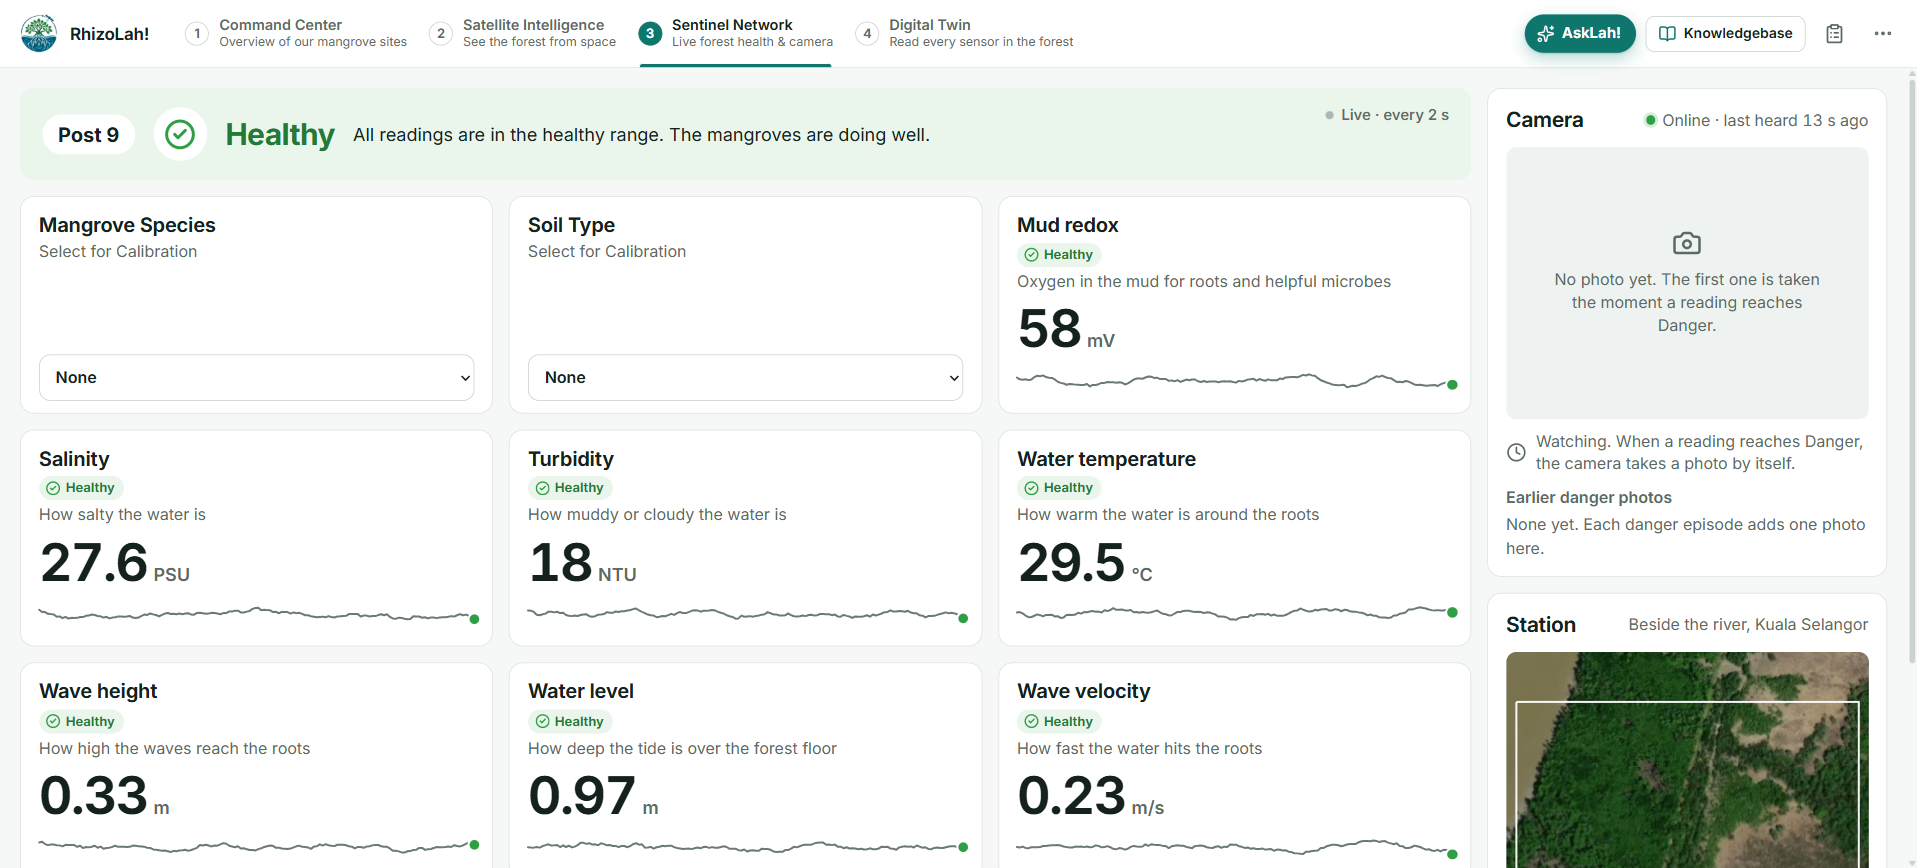 RhizoLah!
1
Command Center
Overview of our mangrove sites
2
Satellite Intelligence
See the forest from space
3
Sentinel Network
Live forest health & camera
4
Digital Twin
Read every sensor in the forest
AskLah!
Knowledgebase
Post 9
Healthy
All readings are in the healthy range. The mangroves are doing well.
Live · every 2 s
Mangrove Species
Select for Calibration
None
Soil Type
Select for Calibration
None
Mud redox
Healthy
Oxygen in the mud for roots and helpful microbes
58 mV
Salinity
Healthy
How salty the water is
27.6 PSU
Turbidity
Healthy
How muddy or cloudy the water is
18 NTU
Water temperature
Healthy
How warm the water is around the roots
29.5 °C
Wave height
Healthy
How high the waves reach the roots
0.33 m
Water level
Healthy
How deep the tide is over the forest floor
0.97 m
Wave velocity
Healthy
How fast the water hits the roots
0.23 m/s
Camera
Online · last heard 13 s ago
No photo yet. The first one is taken
the moment a reading reaches
Danger.
Watching. When a reading reaches Danger,
the camera takes a photo by itself.
Earlier danger photos
None yet. Each danger episode adds one photo
here.
Station
Beside the river, Kuala Selangor